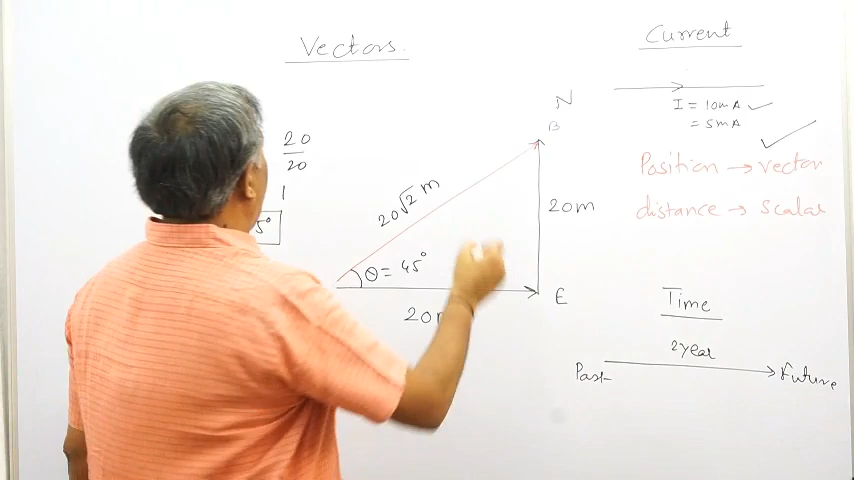 Vectors.
20
20
1
5°
20√2 m
θ = 45°
N
B
20m
E
Current
I = 10mA ✓
= 5mA
Position → vector
distance → scalar
Time
2year
Past
Future